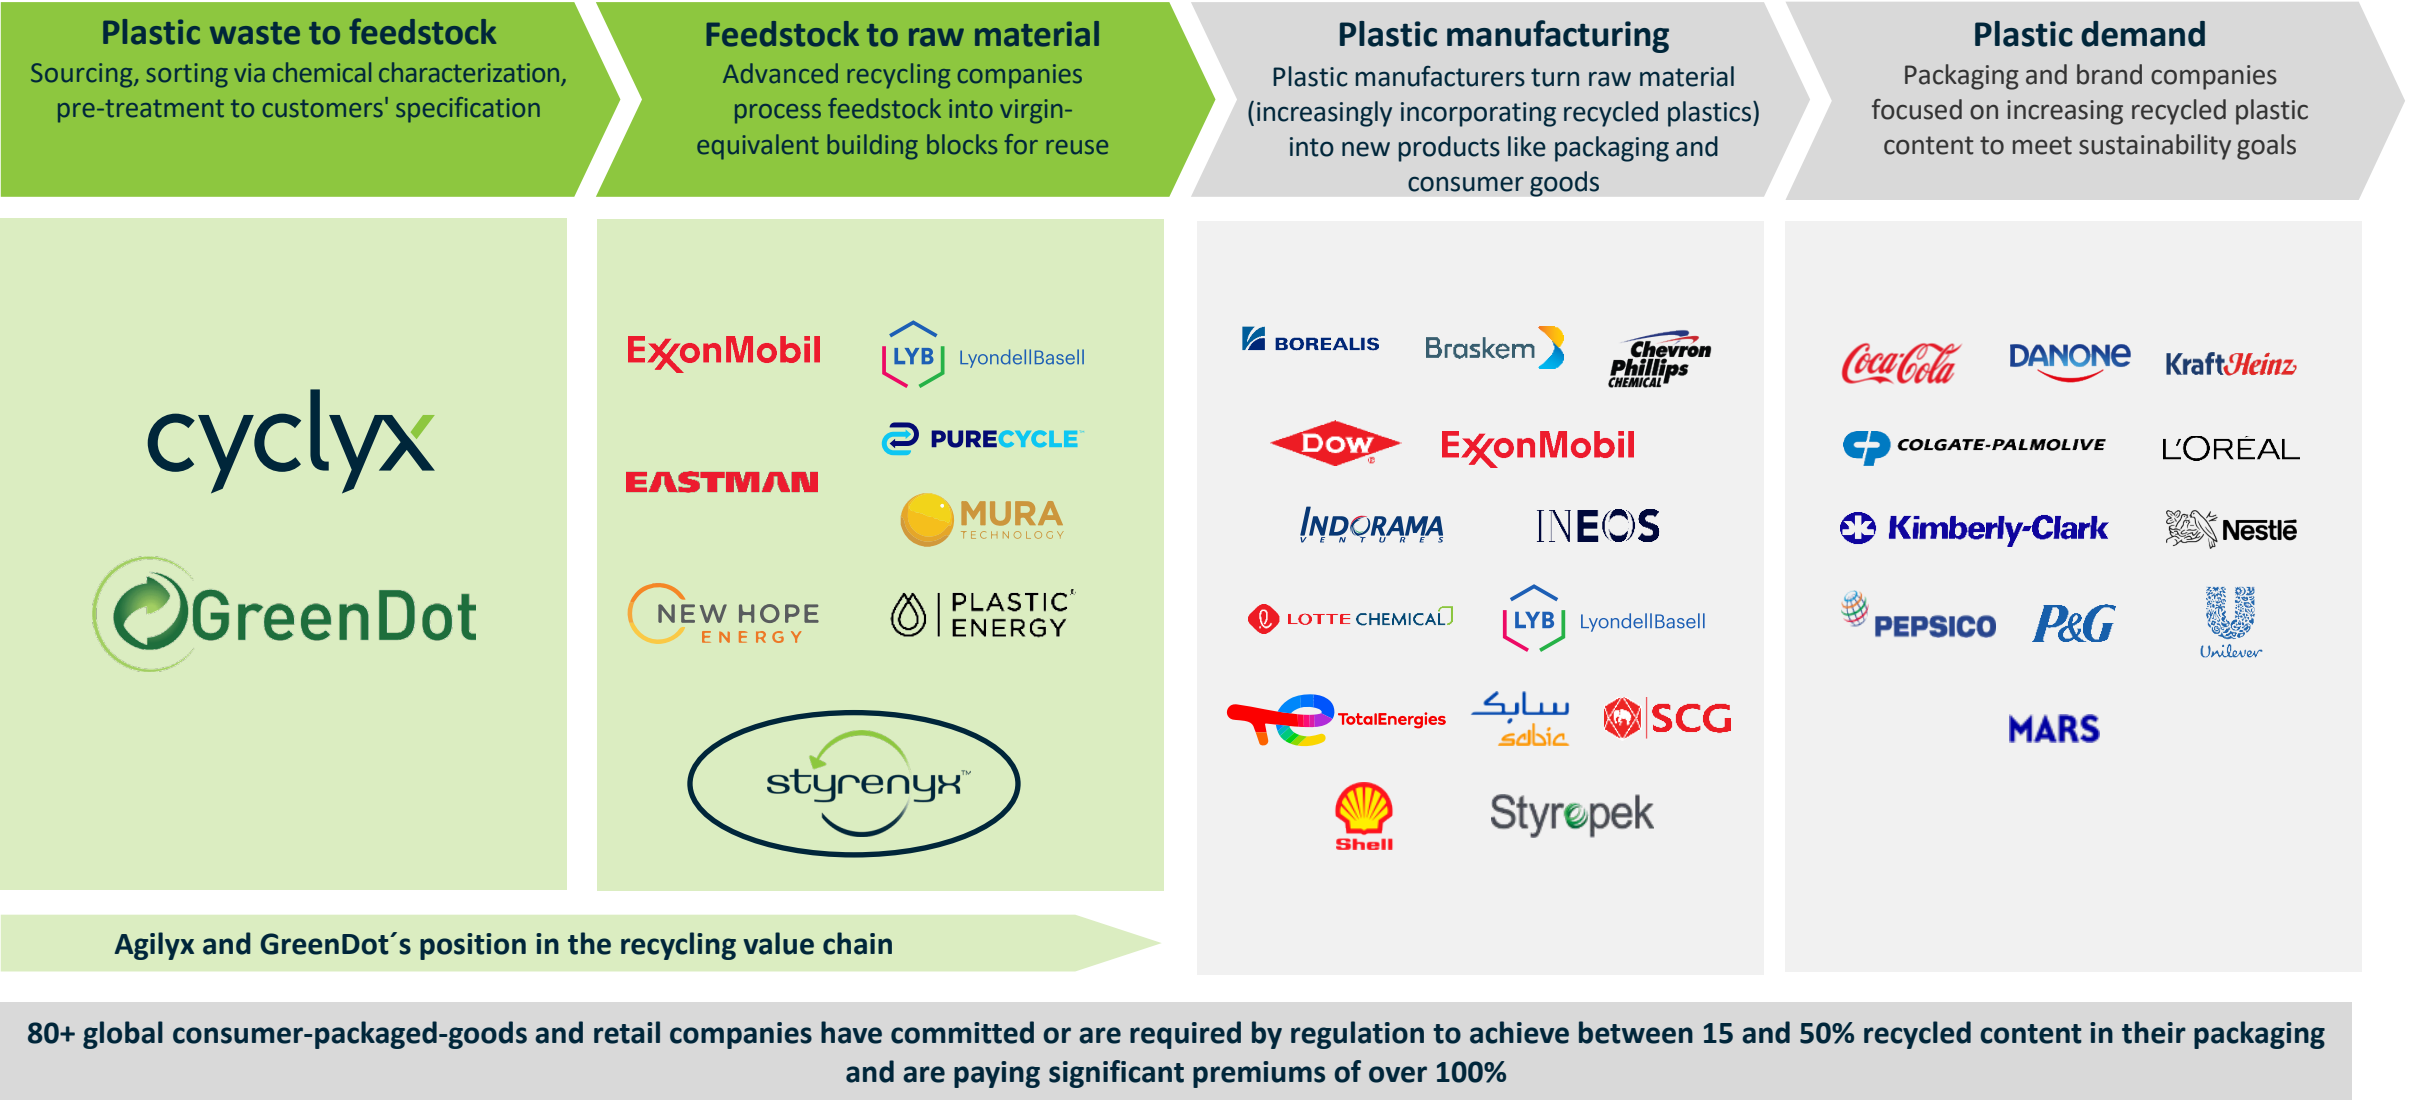 Plastic waste to feedstock
Sourcing, sorting via chemical characterization,
pre-treatment to customers' specification
Feedstock to raw material
Advanced recycling companies
process feedstock into virgin-
equivalent building blocks for reuse
Plastic manufacturing
Plastic manufacturers turn raw material
(increasingly incorporating recycled plastics)
into new products like packaging and
consumer goods
Plastic demand
Packaging and brand companies
focused on increasing recycled plastic
content to meet sustainability goals
cyclyx
GreenDot
ExxonMobil
LYB LyondellBasell
PURECYCLE™
EASTMAN
MURA
TECHNOLOGY
NEW HOPE
ENERGY
PLASTIC
ENERGY
styrenyx™
BOREALIS
Braskem
Chevron
Phillips
CHEMICAL
DOW®
ExxonMobil
INDORAMA
VENTURES
INEOS
LOTTE CHEMICAL
LYB LyondellBasell
TotalEnergies
سابك
sabic
SCG
Shell
Styropek
Coca-Cola
DANONE
KraftHeinz
CP COLGATE-PALMOLIVE
L'ORÉAL
Kimberly-Clark
Nestlé
PEPSICO
P&G
U
Unilever
MARS
Agilyx and GreenDot´s position in the recycling value chain
80+ global consumer-packaged-goods and retail companies have committed or are required by regulation to achieve between 15 and 50% recycled content in their packaging
and are paying significant premiums of over 100%